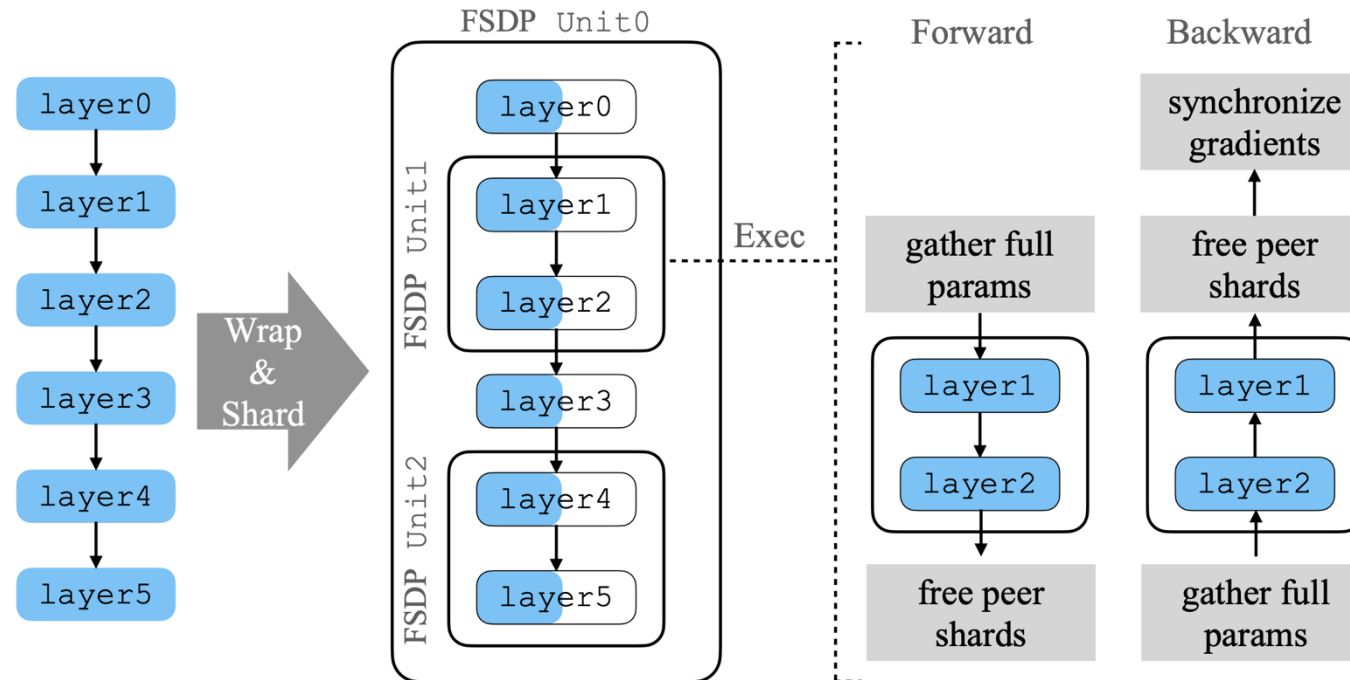 layer0
layer1
layer2
layer3
layer4
layer5
Wrap
&
Shard
FSDP Unit0
layer0
FSDP Unit1
layer1
layer2
layer3
FSDP Unit2
layer4
layer5
Exec
Forward
gather full
params
layer1
layer2
free peer
shards
Backward
synchronize
gradients
free peer
shards
layer1
layer2
gather full
params